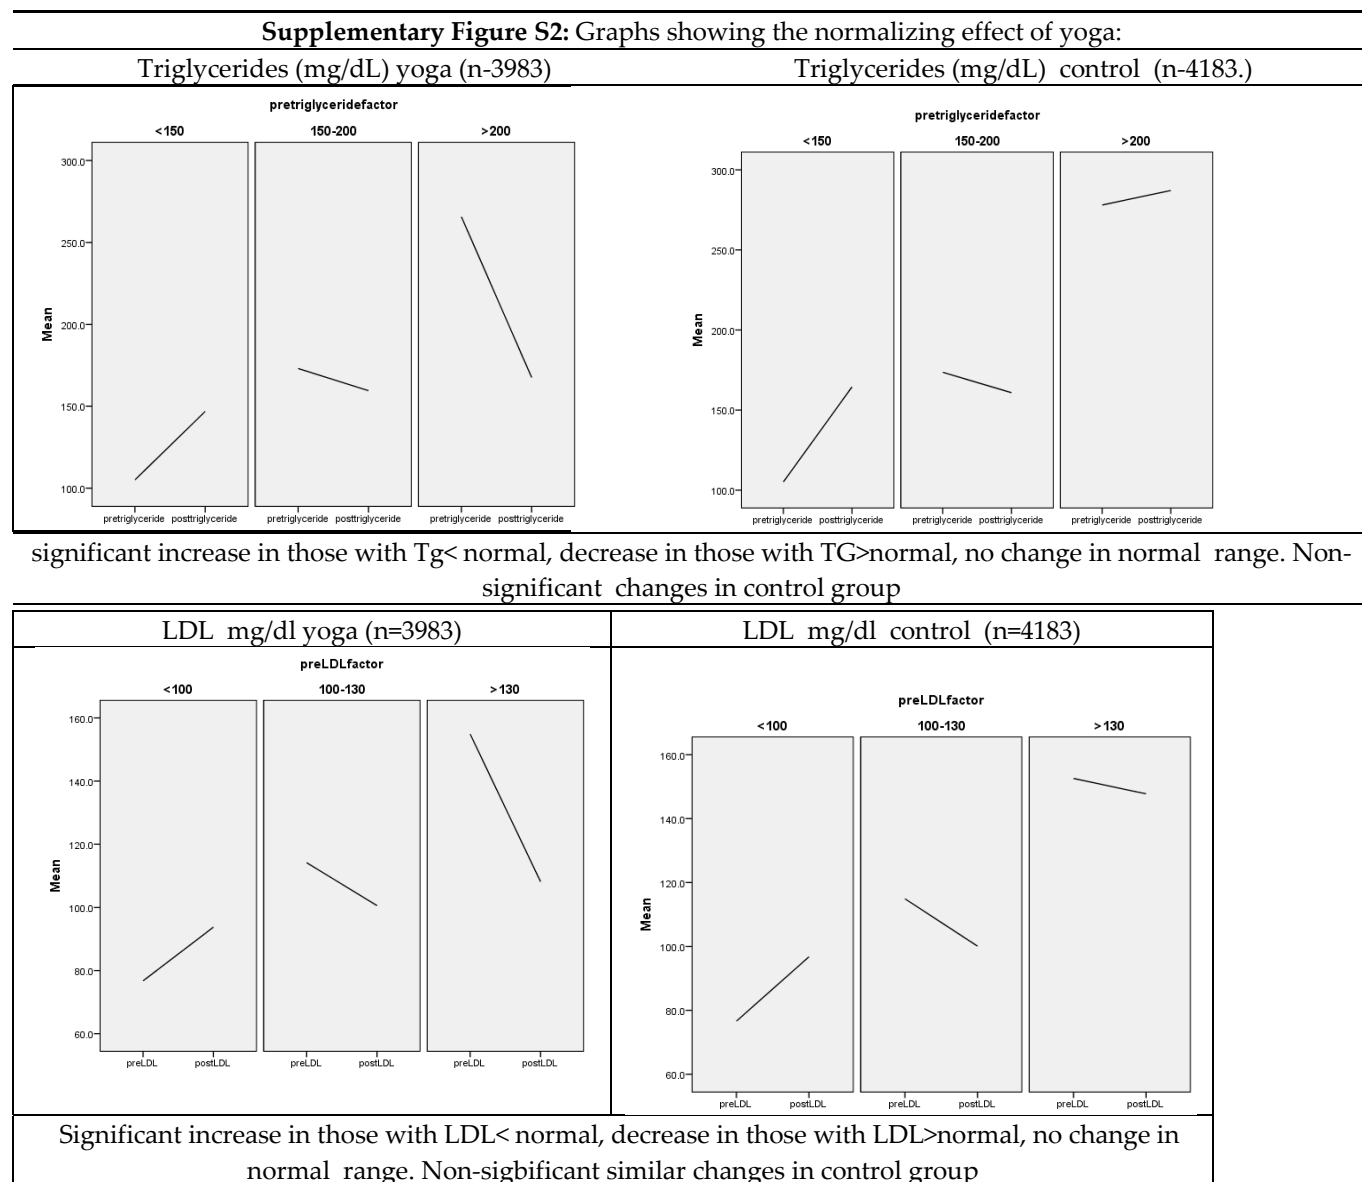 Supplementary Figure S2: Graphs showing the normalizing effect of yoga:
Triglycerides (mg/dL) yoga (n-3983)
Triglycerides (mg/dL) control (n-4183.)
pretriglyceridefactor
<150 150-200 >200
300.0
250.0
200.0
150.0
100.0
Mean
pretriglyceride posttriglyceride pretriglyceride posttriglyceride pretriglyceride posttriglyceride
pretriglyceridefactor
<150 150-200 >200
300.0
250.0
200.0
150.0
100.0
Mean
pretriglyceride posttriglyceride pretriglyceride posttriglyceride pretriglyceride posttriglyceride
significant increase in those with Tg< normal, decrease in those with TG>normal, no change in normal range. Non-
significant changes in control group
LDL mg/dl yoga (n=3983)
LDL mg/dl control (n=4183)
preLDLfactor
<100 100-130 >130
160.0
140.0
120.0
100.0
80.0
60.0
Mean
preLDL postLDL preLDL postLDL preLDL postLDL
preLDLfactor
<100 100-130 >130
160.0
140.0
120.0
100.0
80.0
60.0
Mean
preLDL postLDL preLDL postLDL preLDL postLDL
Significant increase in those with LDL< normal, decrease in those with LDL>normal, no change in
normal range. Non-sigbificant similar changes in control group